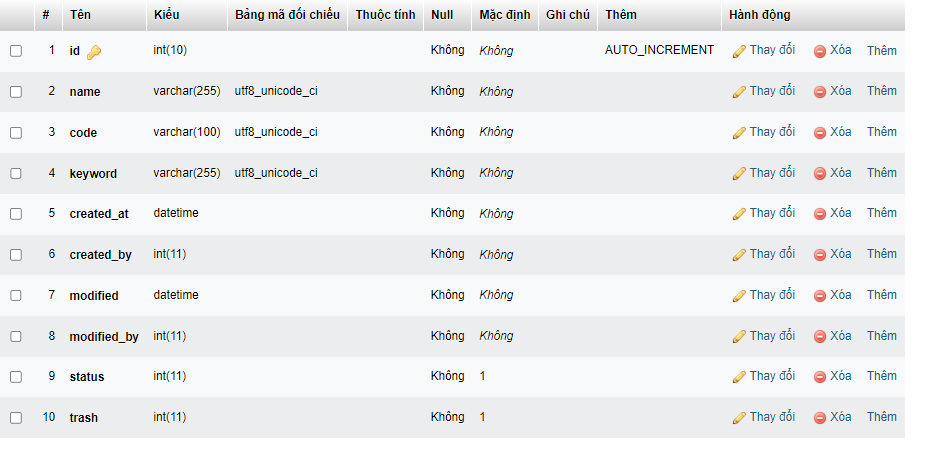 # Tên Kiểu Bảng mã đối chiếu Thuộc tính Null Mặc định Ghi chú Thêm Hành động
1 id int(10) Không Không AUTO_INCREMENT Thay đổi Xóa Thêm
2 name varchar(255) utf8_unicode_ci Không Không Thay đổi Xóa Thêm
3 code varchar(100) utf8_unicode_ci Không Không Thay đổi Xóa Thêm
4 keyword varchar(255) utf8_unicode_ci Không Không Thay đổi Xóa Thêm
5 created_at datetime Không Không Thay đổi Xóa Thêm
6 created_by int(11) Không Không Thay đổi Xóa Thêm
7 modified datetime Không Không Thay đổi Xóa Thêm
8 modified_by int(11) Không Không Thay đổi Xóa Thêm
9 status int(11) Không 1 Thay đổi Xóa Thêm
10 trash int(11) Không 1 Thay đổi Xóa Thêm